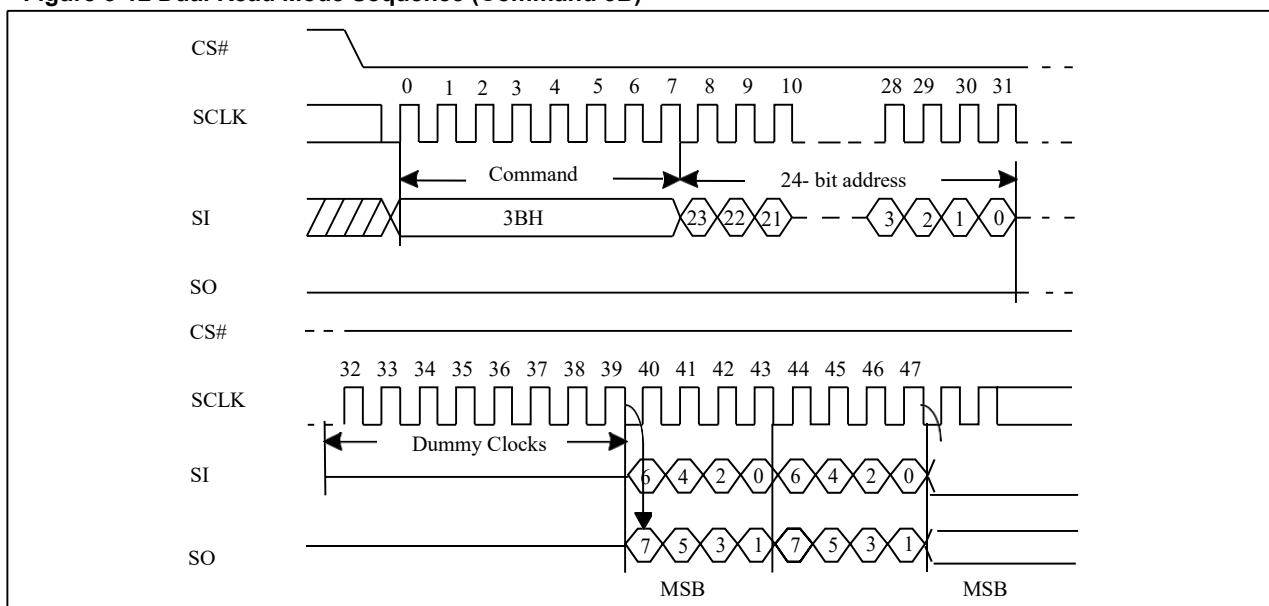 Figure 5-12 Dual Read Mode Sequence (Command 3B)
CS#
0 1 2 3 4 5 6 7 8 9 10 28 29 30 31
SCLK
Command 24- bit address
SI 3BH 23 22 21 3 2 1 0
SO
CS#
32 33 34 35 36 37 38 39 40 41 42 43 44 45 46 47
SCLK
Dummy Clocks
SI 6 4 2 0 6 4 2 0
SO 7 5 3 1 7 5 3 1
MSB MSB